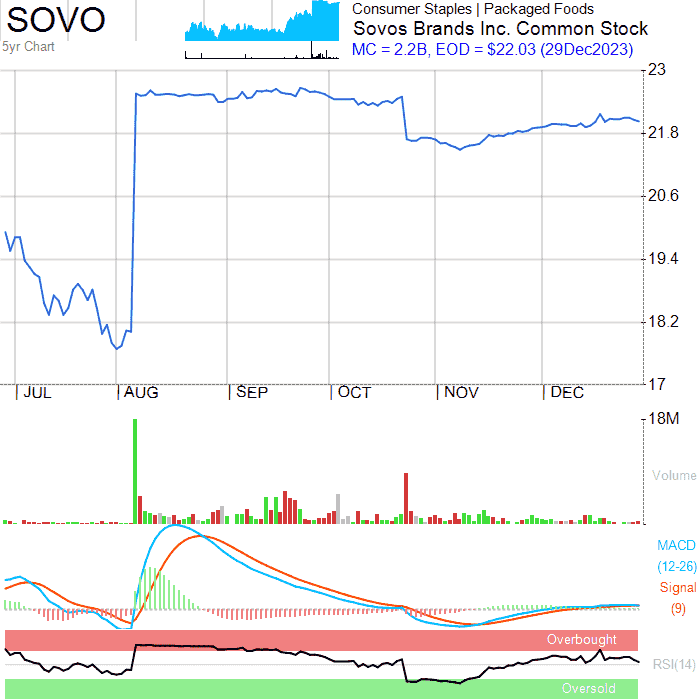 SOVO
5yr Chart
Consumer Staples | Packaged Foods
Sovos Brands Inc. Common Stock
MC = 2.2B, EOD = $22.03 (29Dec2023)
23
21.8
20.6
19.4
18.2
17
JUL AUG SEP OCT NOV DEC
18M
Volume
MACD
(12-26)
Signal
(9)
Overbought
RSI(14)
Oversold